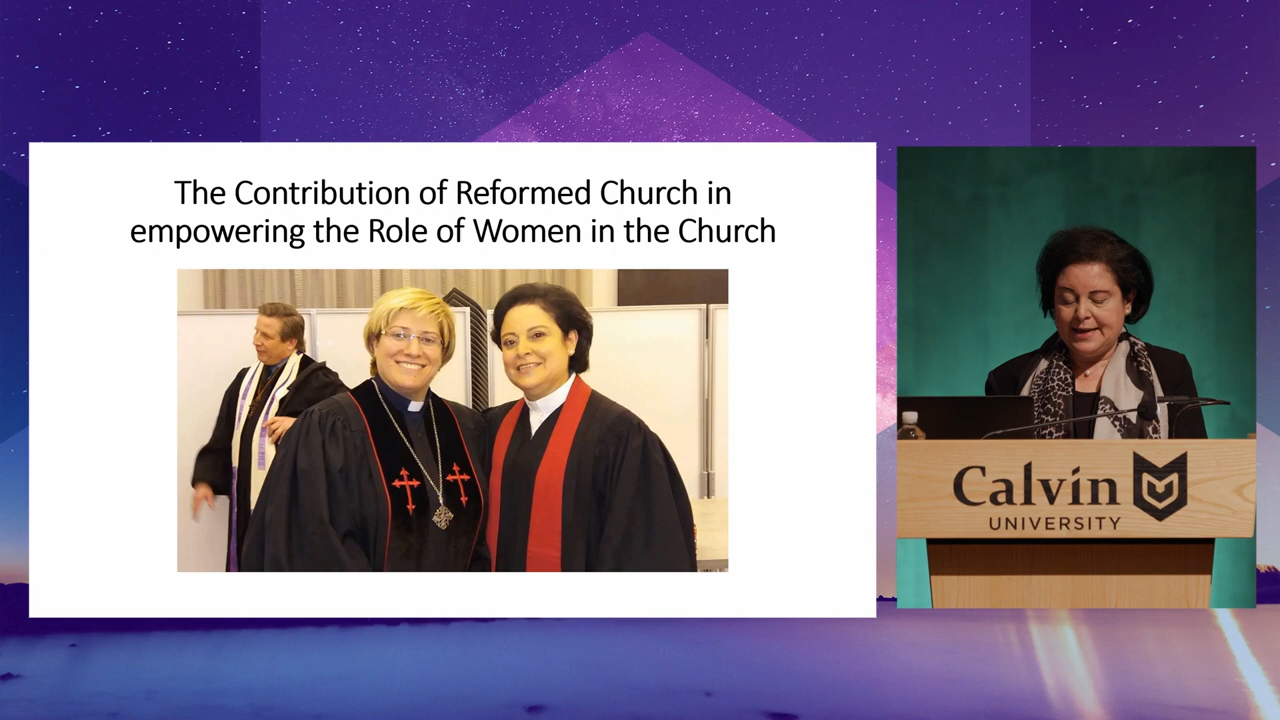 The Contribution of Reformed Church in
empowering the Role of Women in the Church
Calvin
UNIVERSITY